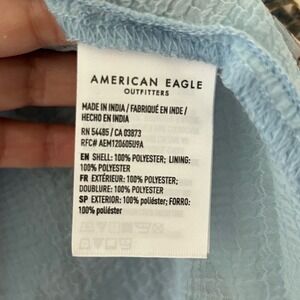 AMERICAN EAGLE
OUTFITTERS
MADE IN INDIA / FABRIQUÉ EN INDE/
HECHO EN INDIA
RN 54485 / CA 03873
RFC# AEM120605U9A
EN SHELL: 100% POLYESTER; LINING:
100% POLYESTER
FR EXTÉRIEUR: 100% POLYESTER;
DOUBLURE: 100% POLYESTER
SP EXTERIOR: 100% poliéster; FORRO:
100% poliéster